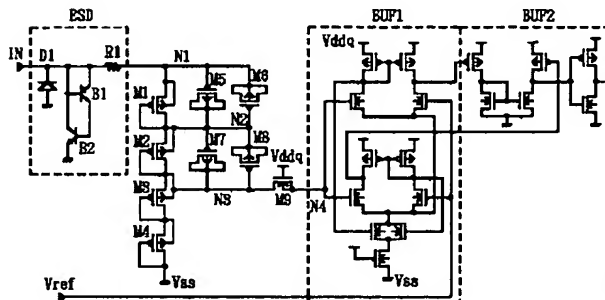 ESD
BUF1
BUF2
IN
D1
R1
N1
Vddq
M1
M5
M6
B1
N2
B2
M2
M7
M8
Vddq
M3
N3
M9
N4
M4
Vss
Vss
Vref